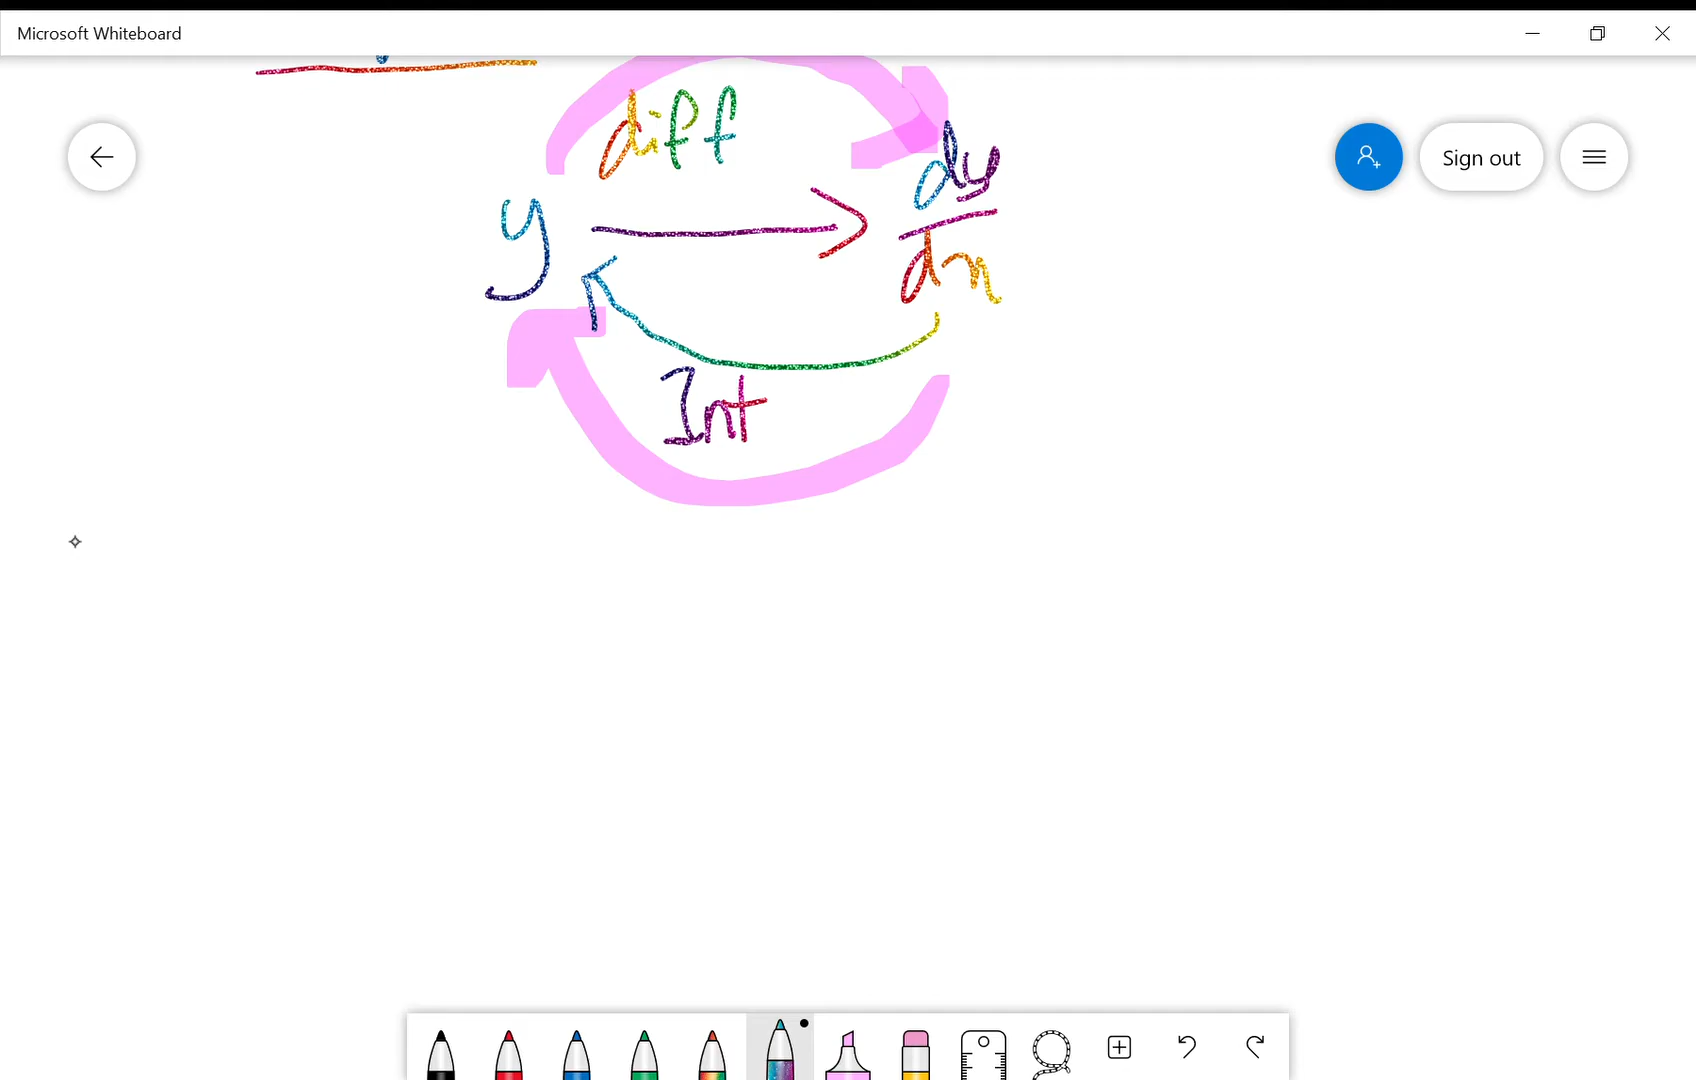 Microsoft Whiteboard
Sign out
diff
y
dy
dx
Int